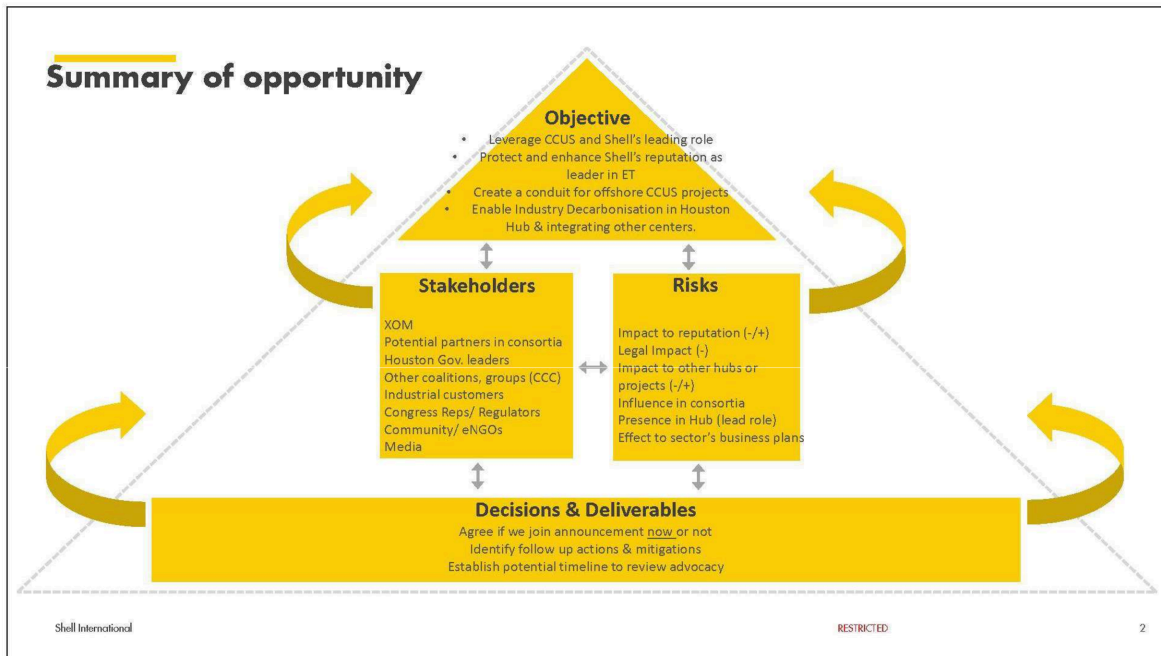 Summary of opportunity
Objective
• Leverage CCUS and Shell's leading role
• Protect and enhance Shell's reputation as
leader in ET
• Create a conduit for offshore CCUS projects
• Enable Industry Decarbonisation in Houston
Hub & integrating other centers.
Stakeholders
XOM
Potential partners in consortia
Houston Gov. leaders
Other coalitions, groups (CCC)
Industrial customers
Congress Reps/ Regulators
Community/ eNGOs
Media
Risks
Impact to reputation (-/+)
Legal Impact (-)
Impact to other hubs or
projects (-/+)
Influence in consortia
Presence in Hub (lead role)
Effect to sector's business plans
Decisions & Deliverables
Agree if we join announcement now or not
Identify follow up actions & mitigations
Establish potential timeline to review advocacy
Shell International
RESTRICTED
2